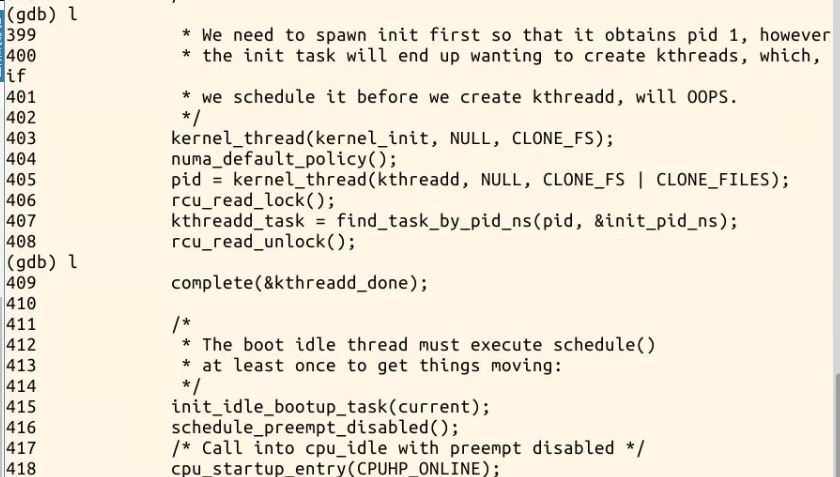 (gdb) l
399 * We need to spawn init first so that it obtains pid 1, however
400 * the init task will end up wanting to create kthreads, which,
if
401 * we schedule it before we create kthreadd, will OOPS.
402 */
403 kernel_thread(kernel_init, NULL, CLONE_FS);
404 numa_default_policy();
405 pid = kernel_thread(kthreadd, NULL, CLONE_FS | CLONE_FILES);
406 rcu_read_lock();
407 kthreadd_task = find_task_by_pid_ns(pid, &init_pid_ns);
408 rcu_read_unlock();
(gdb) l
409 complete(&kthreadd_done);
410
411 /*
412 * The boot idle thread must execute schedule()
413 * at least once to get things moving:
414 */
415 init_idle_bootup_task(current);
416 schedule_preempt_disabled();
417 /* Call into cpu_idle with preempt disabled */
418 cpu_startup_entry(CPUHP_ONLINE);